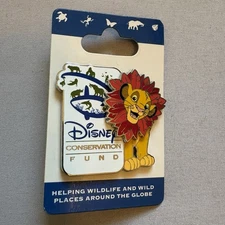 Disney
CONSERVATION
FUND
HELPING WILDLIFE AND WILD
PLACES AROUND THE GLOBE